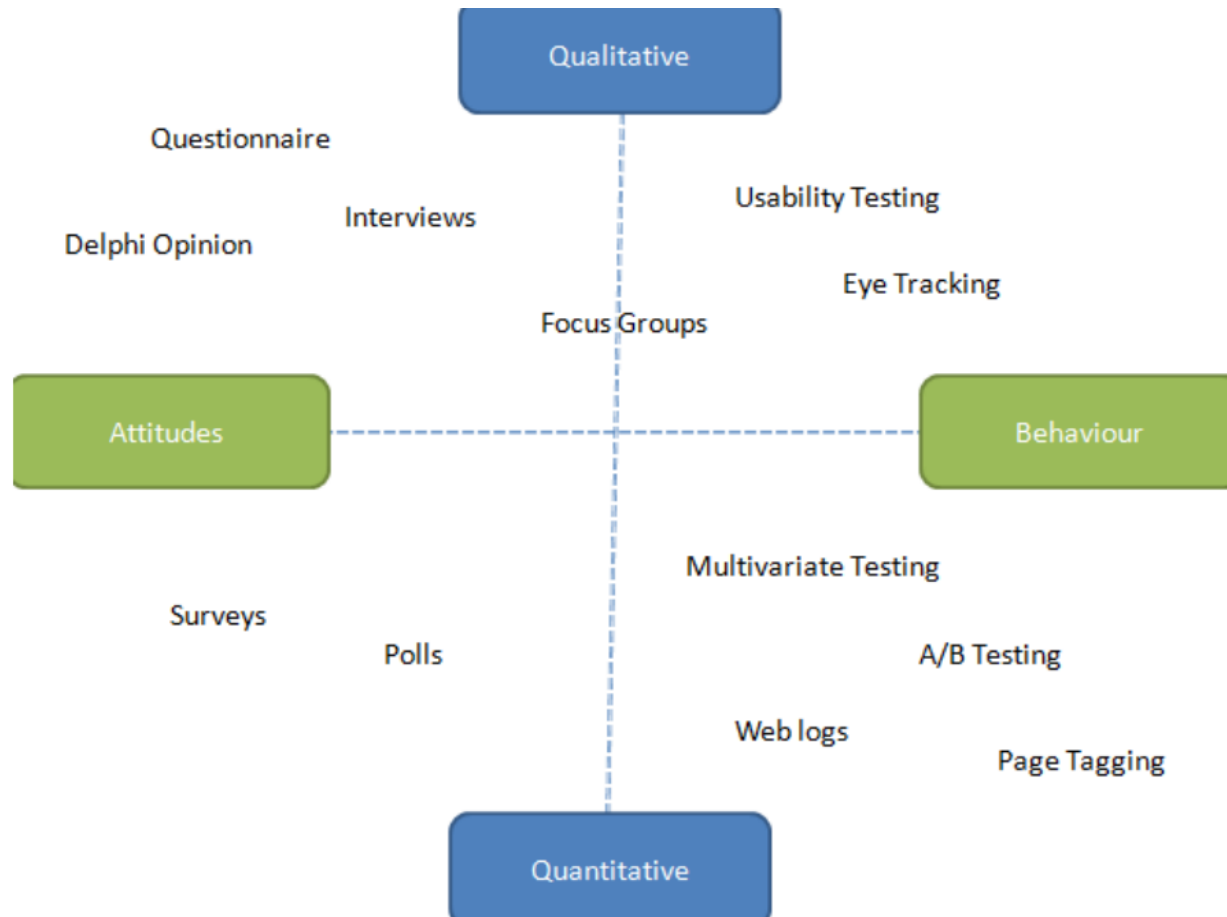 Qualitative
Questionnaire
Usability Testing
Interviews
Delphi Opinion
Eye Tracking
Focus Groups
Attitudes
Behaviour
Multivariate Testing
Surveys
Polls
A/B Testing
Web logs
Page Tagging
Quantitative